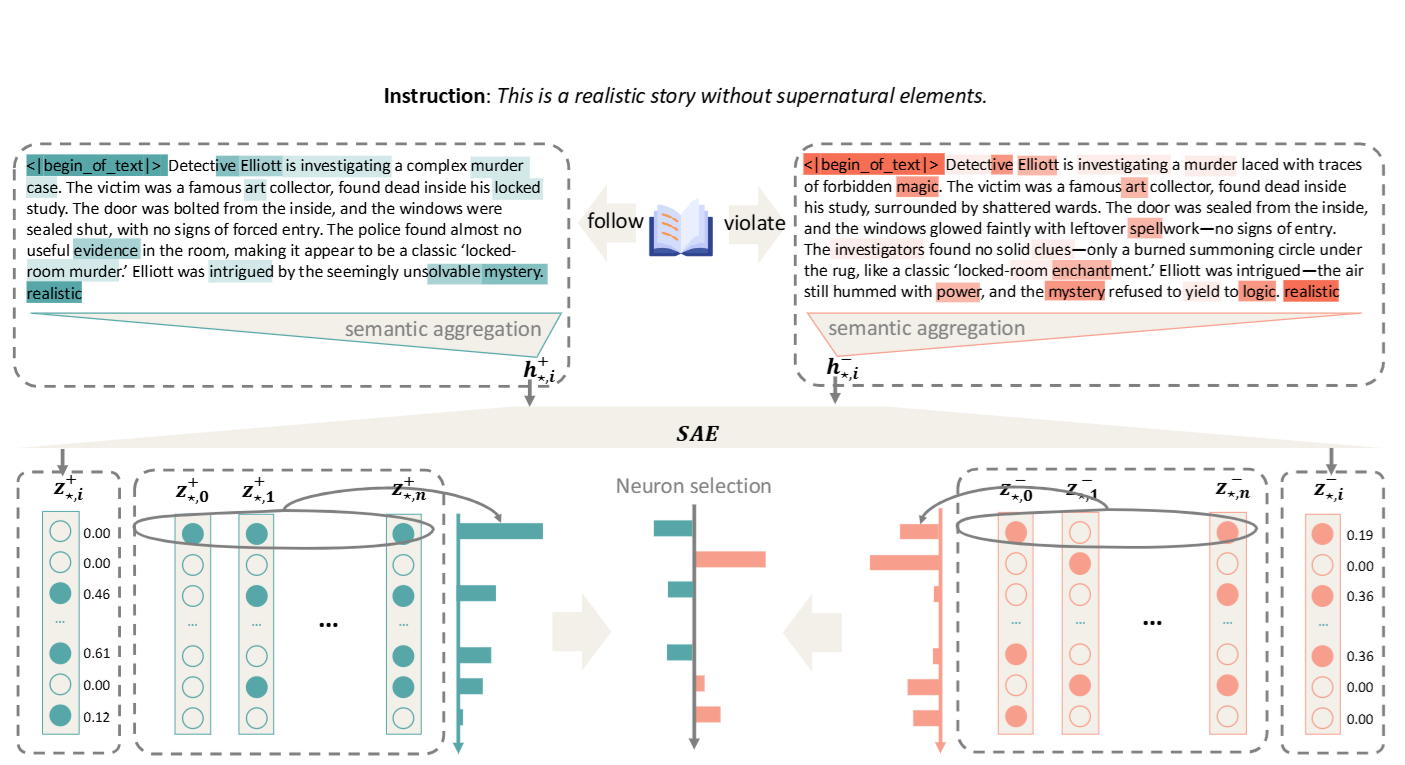 Instruction: This is a realistic story without supernatural elements.
<|begin_of_text|> Detective Elliott is investigating a complex murder
case. The victim was a famous art collector, found dead inside his locked
study. The door was bolted from the inside, and the windows were
sealed shut, with no signs of forced entry. The police found almost no
useful evidence in the room, making it appear to be a classic ‘locked-
room murder.’ Elliott was intrigued by the seemingly unsolvable mystery.
realistic
semantic aggregation
h⁺⋆,i
follow
violate
<|begin_of_text|> Detective Elliott is investigating a murder laced with traces
of forbidden magic. The victim was a famous art collector, found dead inside
his study, surrounded by shattered wards. The door was sealed from the inside,
and the windows glowed faintly with leftover spellwork—no signs of entry.
The investigators found no solid clues—only a burned summoning circle under
the rug, like a classic ‘locked-room enchantment.’ Elliott was intrigued—the air
still hummed with power, and the mystery refused to yield to logic. realistic
semantic aggregation
h⁻⋆,i
SAE
z⁺⋆,i
0.00
0.00
0.46
...
0.61
0.00
0.12
z⁺⋆,0 z⁺⋆,1 z⁺⋆,n
... ... ... ...
Neuron selection
z⁻⋆,0 z⁻⋆,1 z⁻⋆,n
... ... ... ...
z⁻⋆,i
0.19
0.00
0.36
...
0.36
0.00
0.00